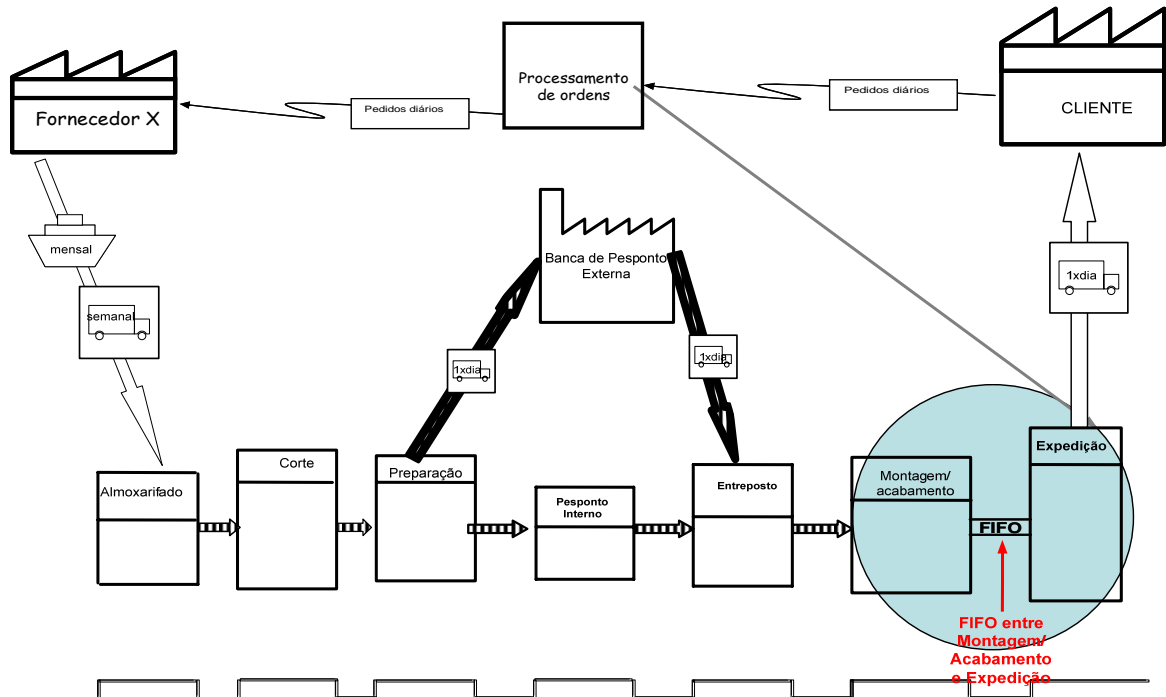 Processamento
de ordens
Pedidos diários
Pedidos diários
Fornecedor X
CLIENTE
mensal
semanal
Banca de Pesponto
Externa
1xdia
1xdia
1xdia
Almoxarifado
Corte
Preparação
Pesponto
Interno
Entreposto
Montagem/
acabamento
FIFO
Expedição
FIFO entre
Montagem/
Acabamento
e Expedição